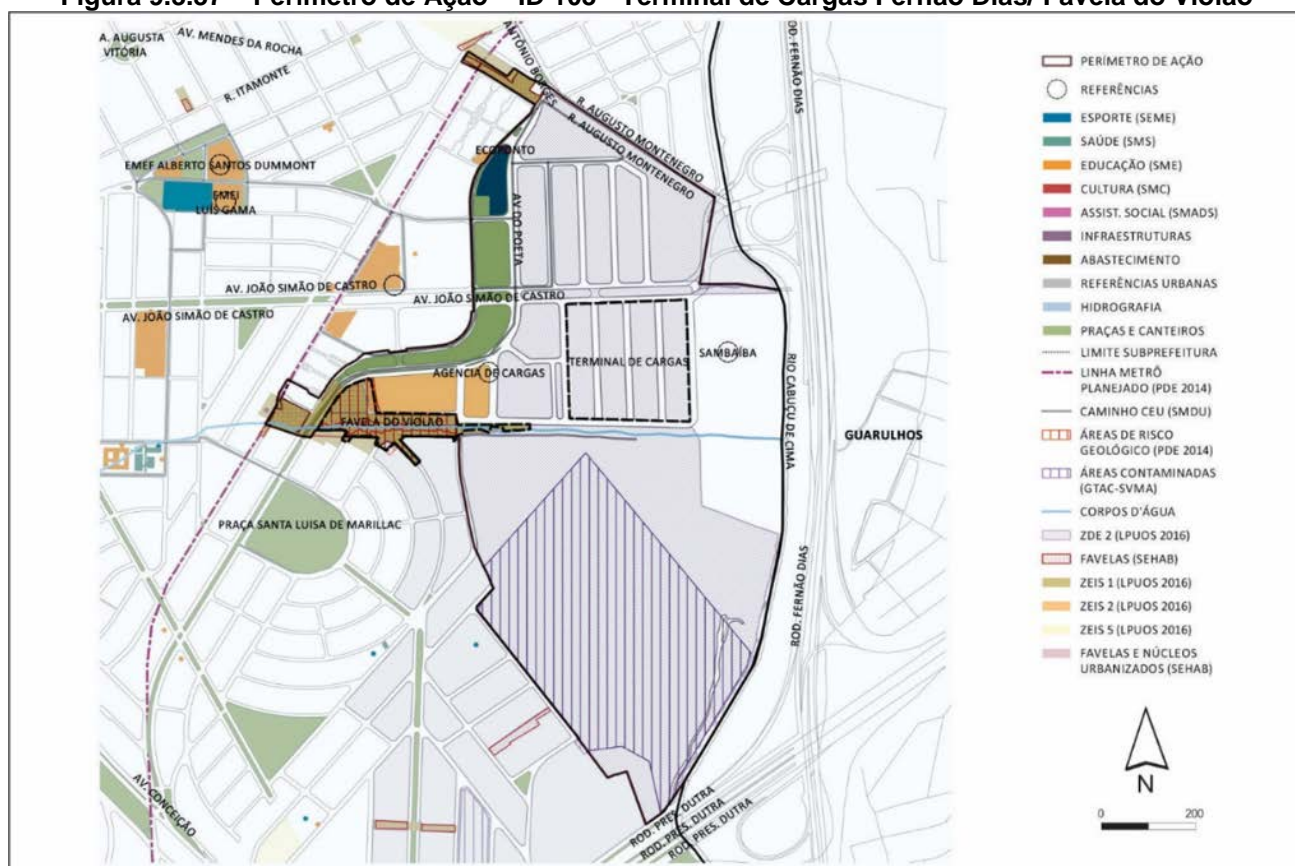 Figura 9.3.37 – Perímetro de Ação – ID 168 - Terminal de Cargas Fernão Dias/ Favela do Violão
A. AUGUSTA
VITÓRIA
AV. MENDES DA ROCHA
R. ITAMONTE
ANTÔNIO BORGES
R. AUGUSTO MONTENEGRO
R. AUGUSTO MONTENEGRO
ROD. FERNÃO DIAS
ECOPONTO
EMEF ALBERTO SANTOS DUMMONT
EMEI
LUÍS GAMA
AV. DO POETA
AV. JOÃO SIMÃO DE CASTRO
AV. JOÃO SIMÃO DE CASTRO
AV. JOÃO SIMÃO DE CASTRO
AGENCIA DE CARGAS
TERMINAL DE CARGAS
SAMBAÍBA
RIO CABUÇU DE CIMA
FAVELA DO VIOLÃO
GUARULHOS
PRAÇA SANTA LUISA DE MARILLAC
ROD. FERNÃO DIAS
AV. CONCEIÇÃO
ROD. PRES. DUTRA
ROD. PRES. DUTRA
ROD. PRES. DUTRA
PERÍMETRO DE AÇÃO
REFERÊNCIAS
ESPORTE (SEME)
SAÚDE (SMS)
EDUCAÇÃO (SME)
CULTURA (SMC)
ASSIST. SOCIAL (SMADS)
INFRAESTRUTURAS
ABASTECIMENTO
REFERÊNCIAS URBANAS
HIDROGRAFIA
PRAÇAS E CANTEIROS
LIMITE SUBPREFEITURA
LINHA METRÔ
PLANEJADO (PDE 2014)
CAMINHO CEU (SMDU)
ÁREAS DE RISCO
GEOLÓGICO (PDE 2014)
ÁREAS CONTAMINADAS
(GTAC-SVMA)
CORPOS D'ÁGUA
ZDE 2 (LPUOS 2016)
FAVELAS (SEHAB)
ZEIS 1 (LPUOS 2016)
ZEIS 2 (LPUOS 2016)
ZEIS 5 (LPUOS 2016)
FAVELAS E NÚCLEOS
URBANIZADOS (SEHAB)
N
0 200